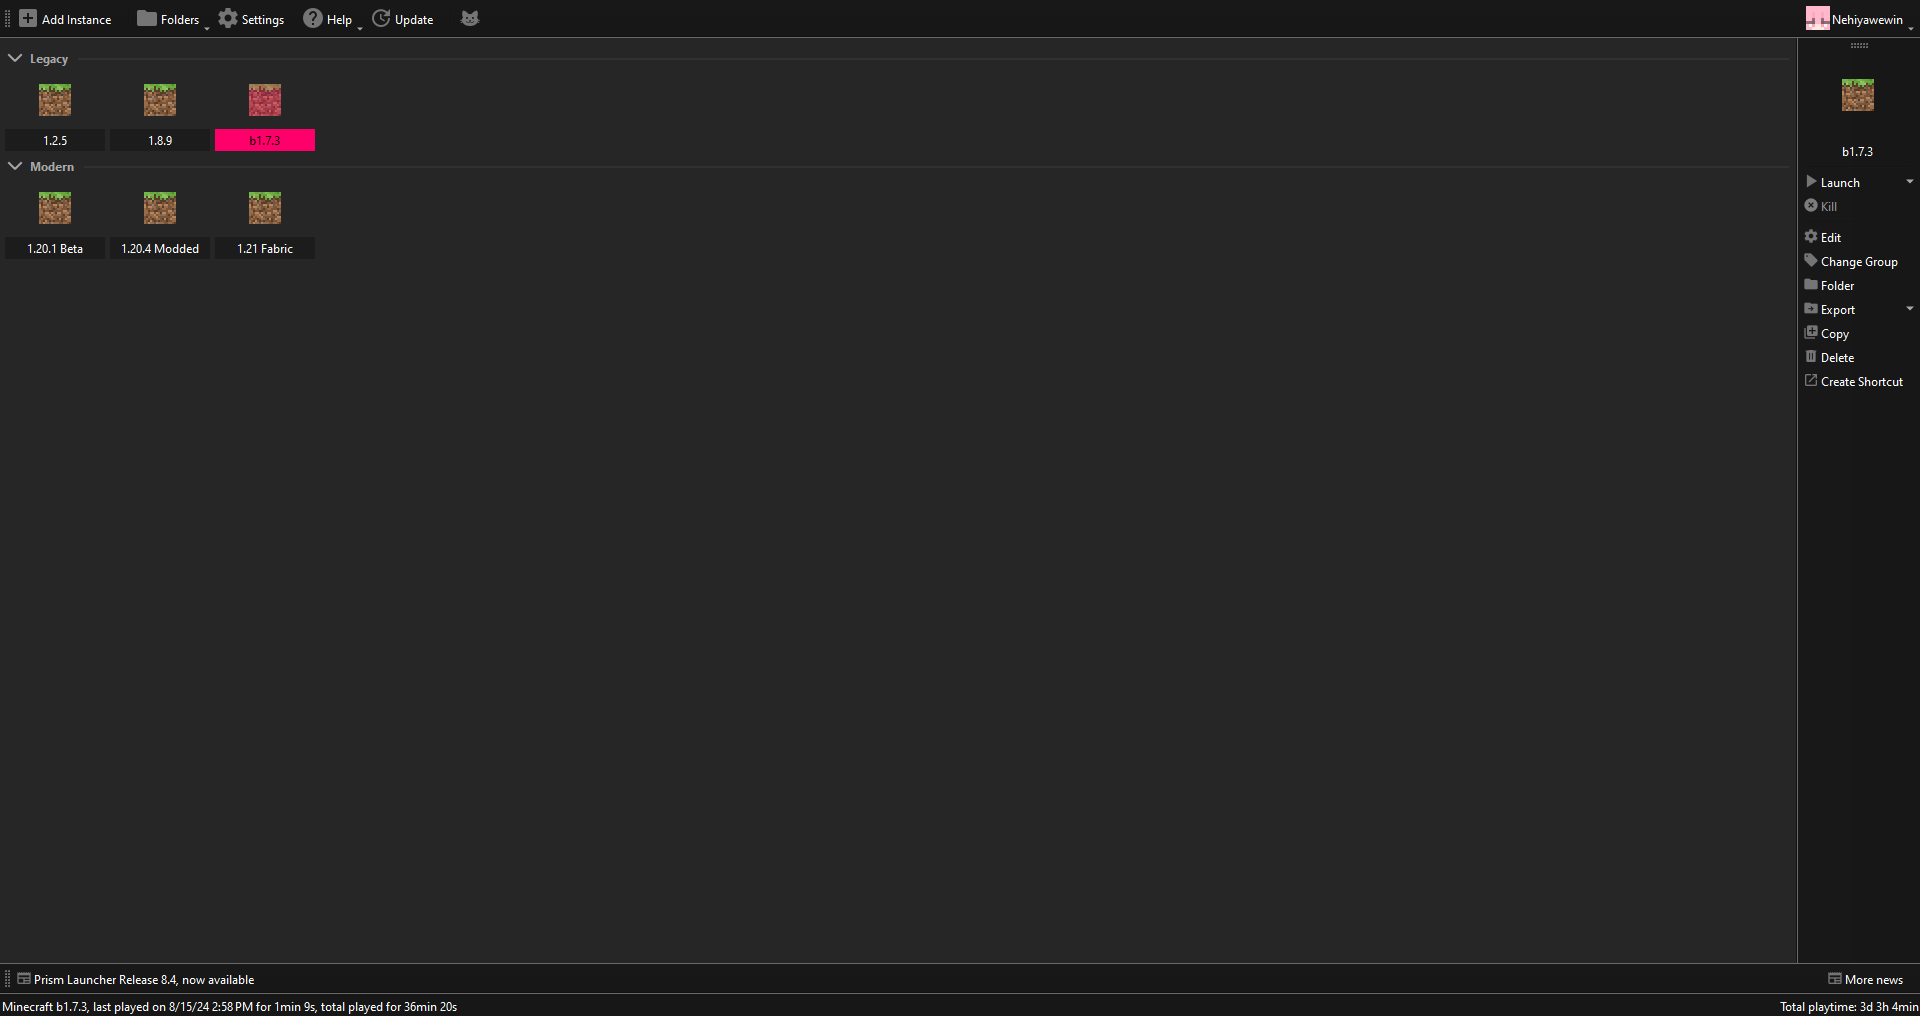 Add Instance Folders Settings Help Update Nehiyawewin
Legacy
1.2.5 1.8.9 b1.7.3
Modern
1.20.1 Beta 1.20.4 Modded 1.21 Fabric
b1.7.3
Launch
Kill
Edit
Change Group
Folder
Export
Copy
Delete
Create Shortcut
Prism Launcher Release 8.4, now available More news
Minecraft b1.7.3, last played on 8/15/24 2:58 PM for 1min 9s, total played for 36min 20s Total playtime: 3d 3h 4min